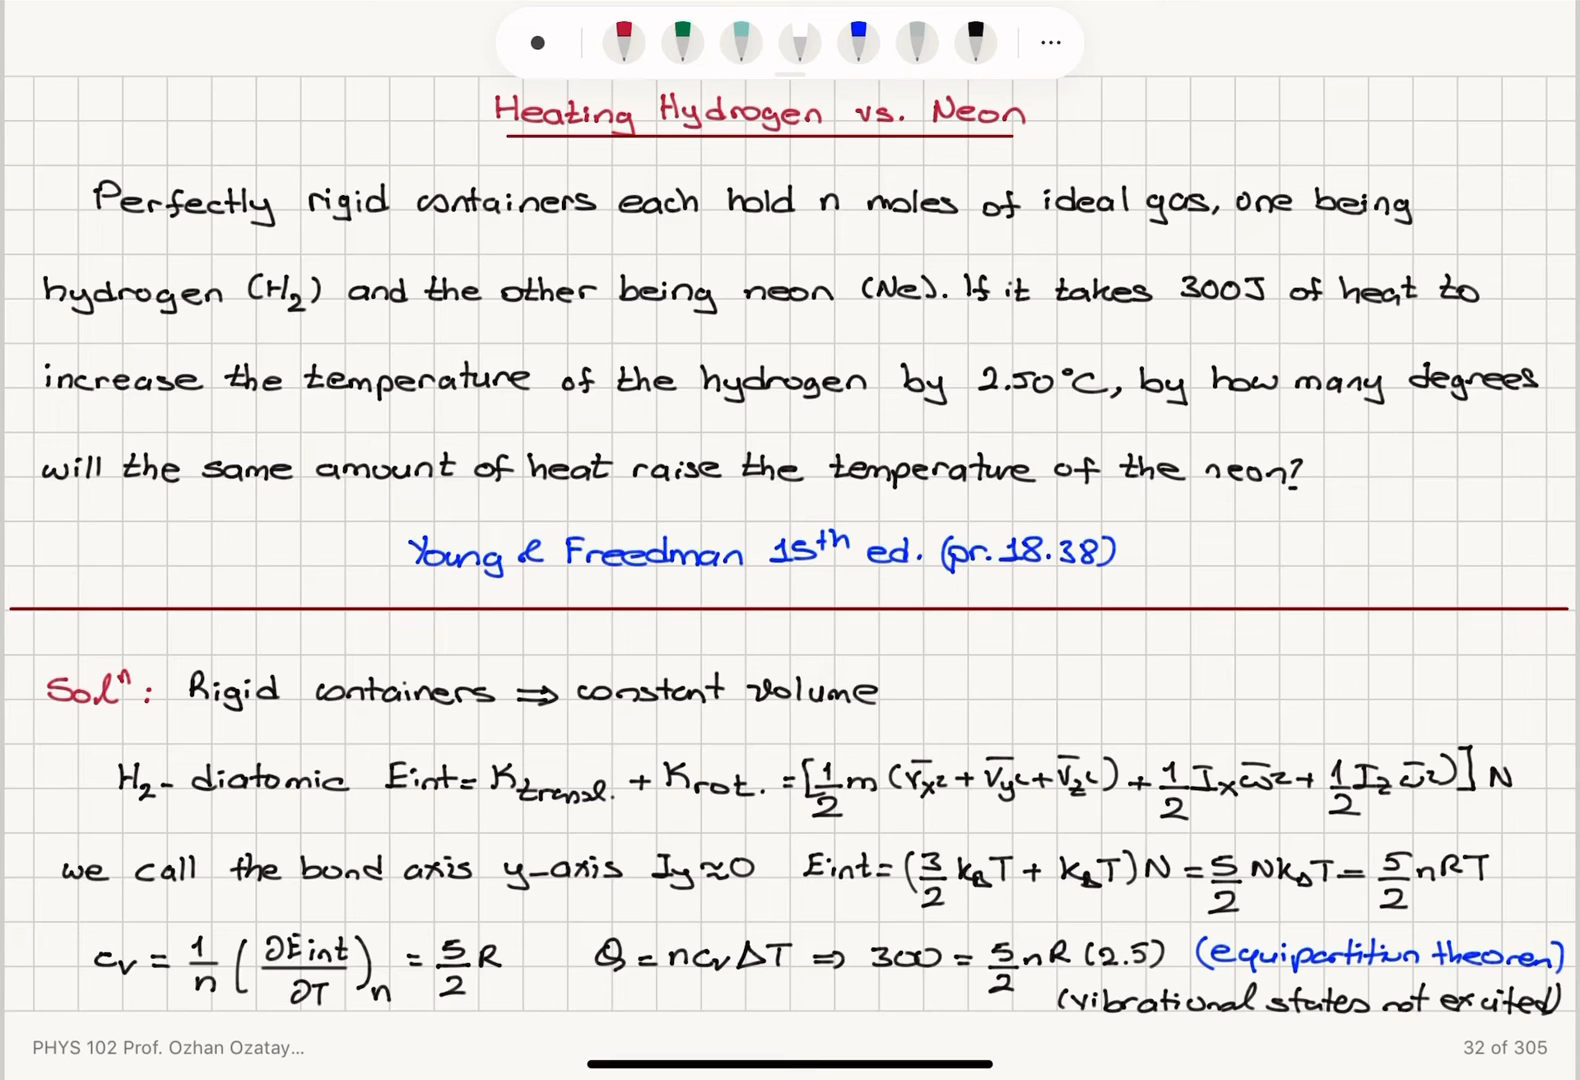 Heating Hydrogen vs. Neon
Perfectly rigid containers each hold n moles of ideal gas, one being
hydrogen (H₂) and the other being neon (Ne). If it takes 300J of heat to
increase the temperature of the hydrogen by 2.50°C, by how many degrees
will the same amount of heat raise the temperature of the neon?
Young & Freedman 15th ed. (pr. 18.38)
Solⁿ: Rigid containers ⇒ constant volume
H₂ - diatomic Eint = Ktransl. + Krot. = [1/2 m (v̄x² + v̄y² + v̄z²) + 1/2 Ix ω̄² + 1/2 Iz ω̄²)] N
we call the bond axis y-axis Iy≈0 Eint = (3/2 kBT + kBT) N = 5/2 NkBT = 5/2 nRT
cv = 1/n (∂Eint/∂T)n = 5/2 R Q = ncvΔT ⇒ 300 = 5/2 nR (2.5) (equipartition theorem)
(vibrational states not excited)
PHYS 102 Prof. Ozhan Ozatay...
32 of 305